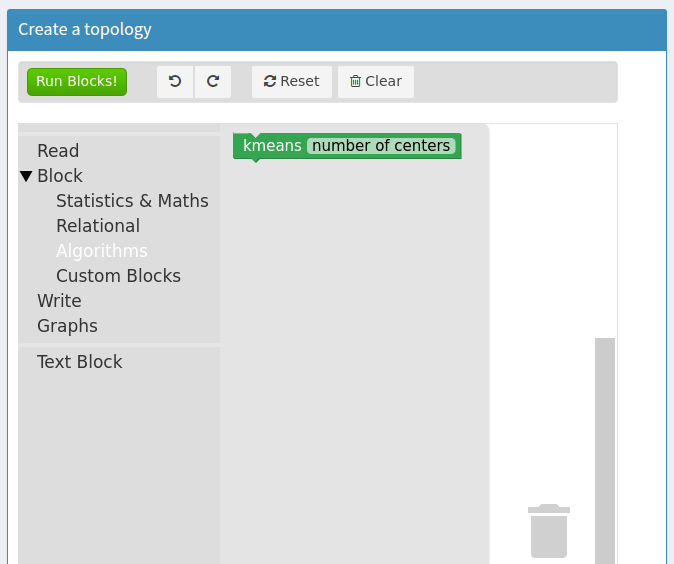 Create a topology
Run Blocks! Reset Clear
Read
kmeans number of centers
Block
Statistics & Maths
Relational
Algorithms
Custom Blocks
Write
Graphs
Text Block